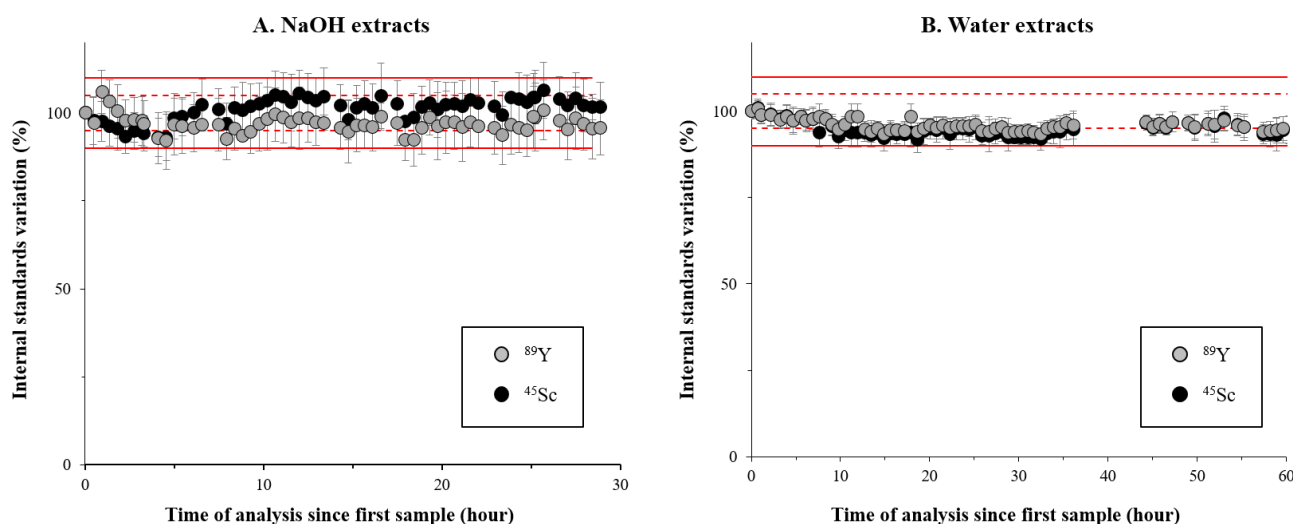 A. NaOH extracts
Internal standards variation (%)
100
50
0
0
10
20
30
⁸⁹Y
⁴⁵Sc
Time of analysis since first sample (hour)
B. Water extracts
Internal standards variation (%)
100
50
0
0
10
20
30
40
50
60
⁸⁹Y
⁴⁵Sc
Time of analysis since first sample (hour)